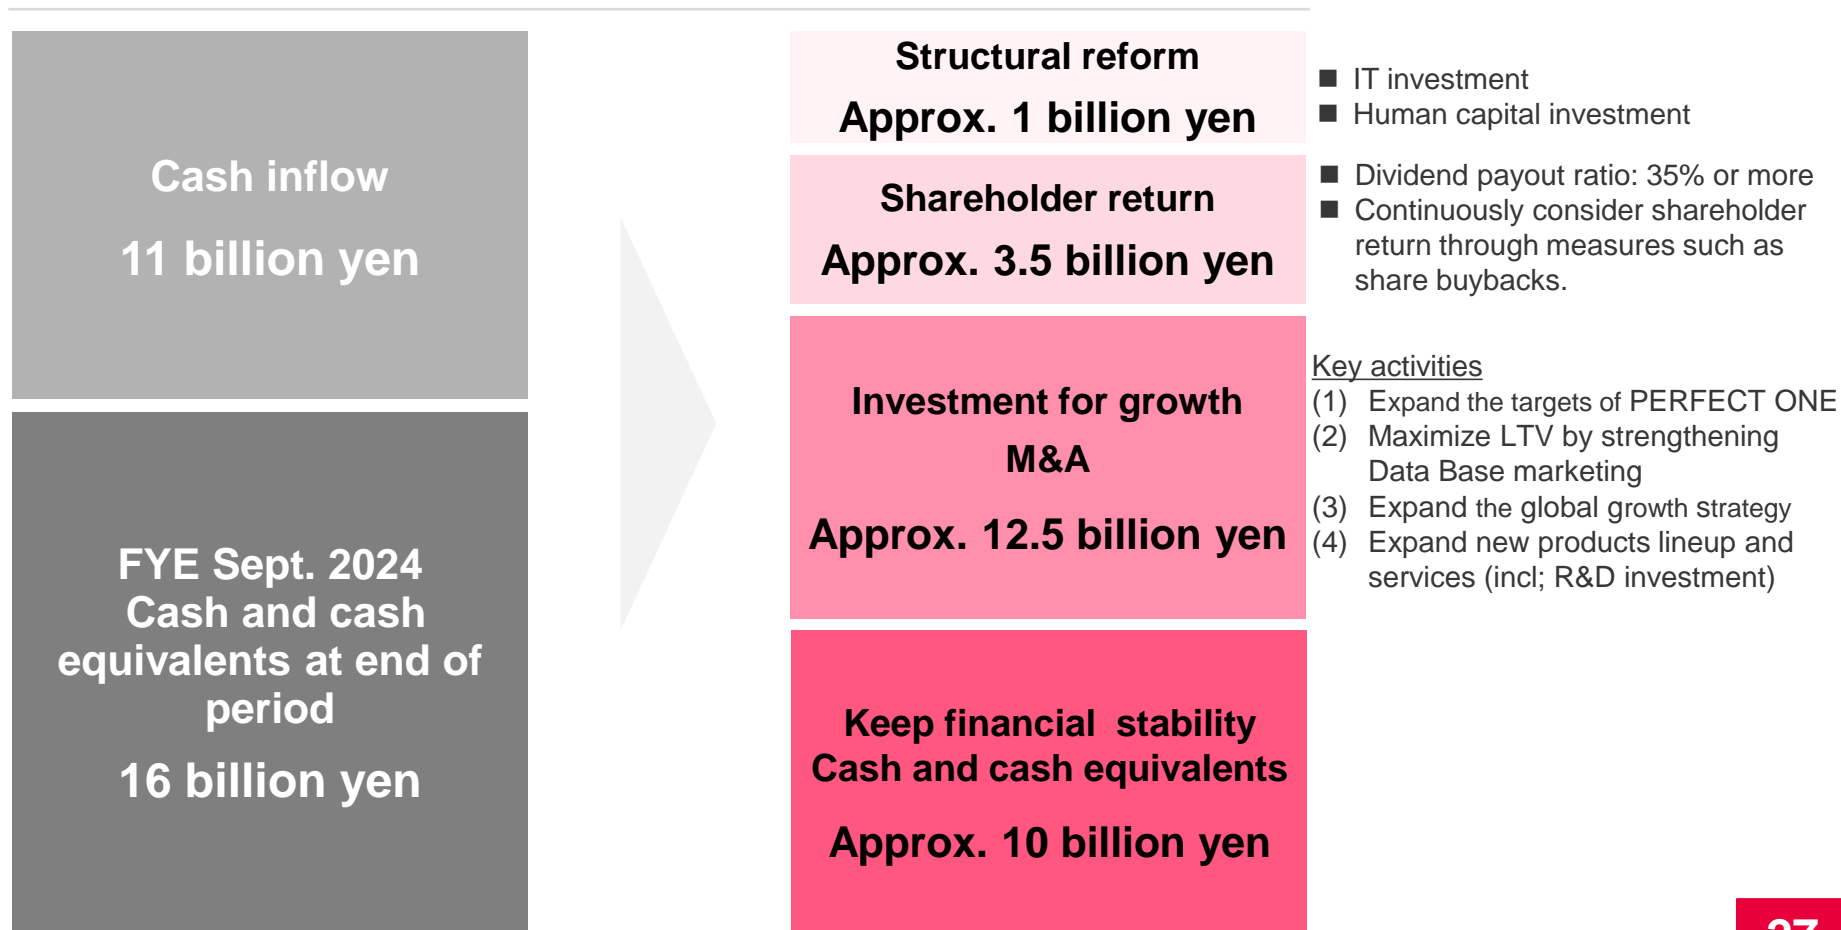 Cash inflow
11 billion yen
FYE Sept. 2024
Cash and cash
equivalents at end of
period
16 billion yen
Structural reform
Approx. 1 billion yen
■ IT investment
■ Human capital investment
Shareholder return
Approx. 3.5 billion yen
■ Dividend payout ratio: 35% or more
■ Continuously consider shareholder
return through measures such as
share buybacks.
Investment for growth
M&A
Approx. 12.5 billion yen
Key activities
(1) Expand the targets of PERFECT ONE
(2) Maximize LTV by strengthening
Data Base marketing
(3) Expand the global growth strategy
(4) Expand new products lineup and
services (incl; R&D investment)
Keep financial stability
Cash and cash equivalents
Approx. 10 billion yen